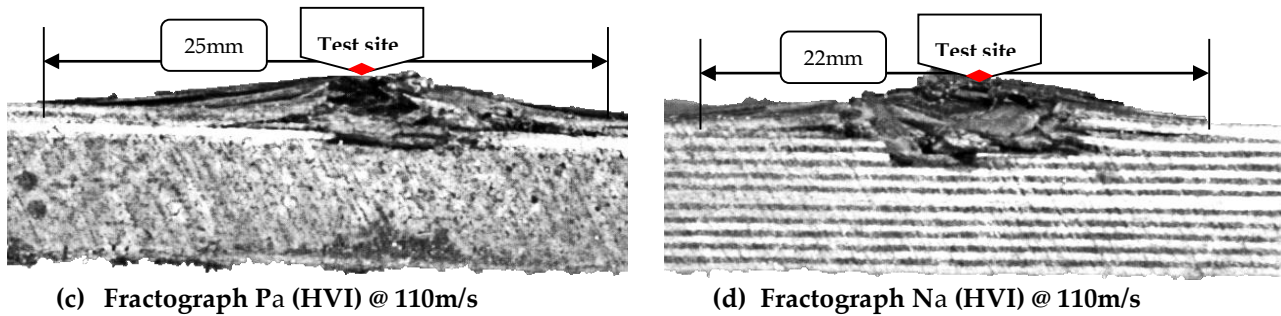 25mm
Test site
22mm
Test site
(c) Fractograph Pa (HVI) @ 110m/s
(d) Fractograph Na (HVI) @ 110m/s